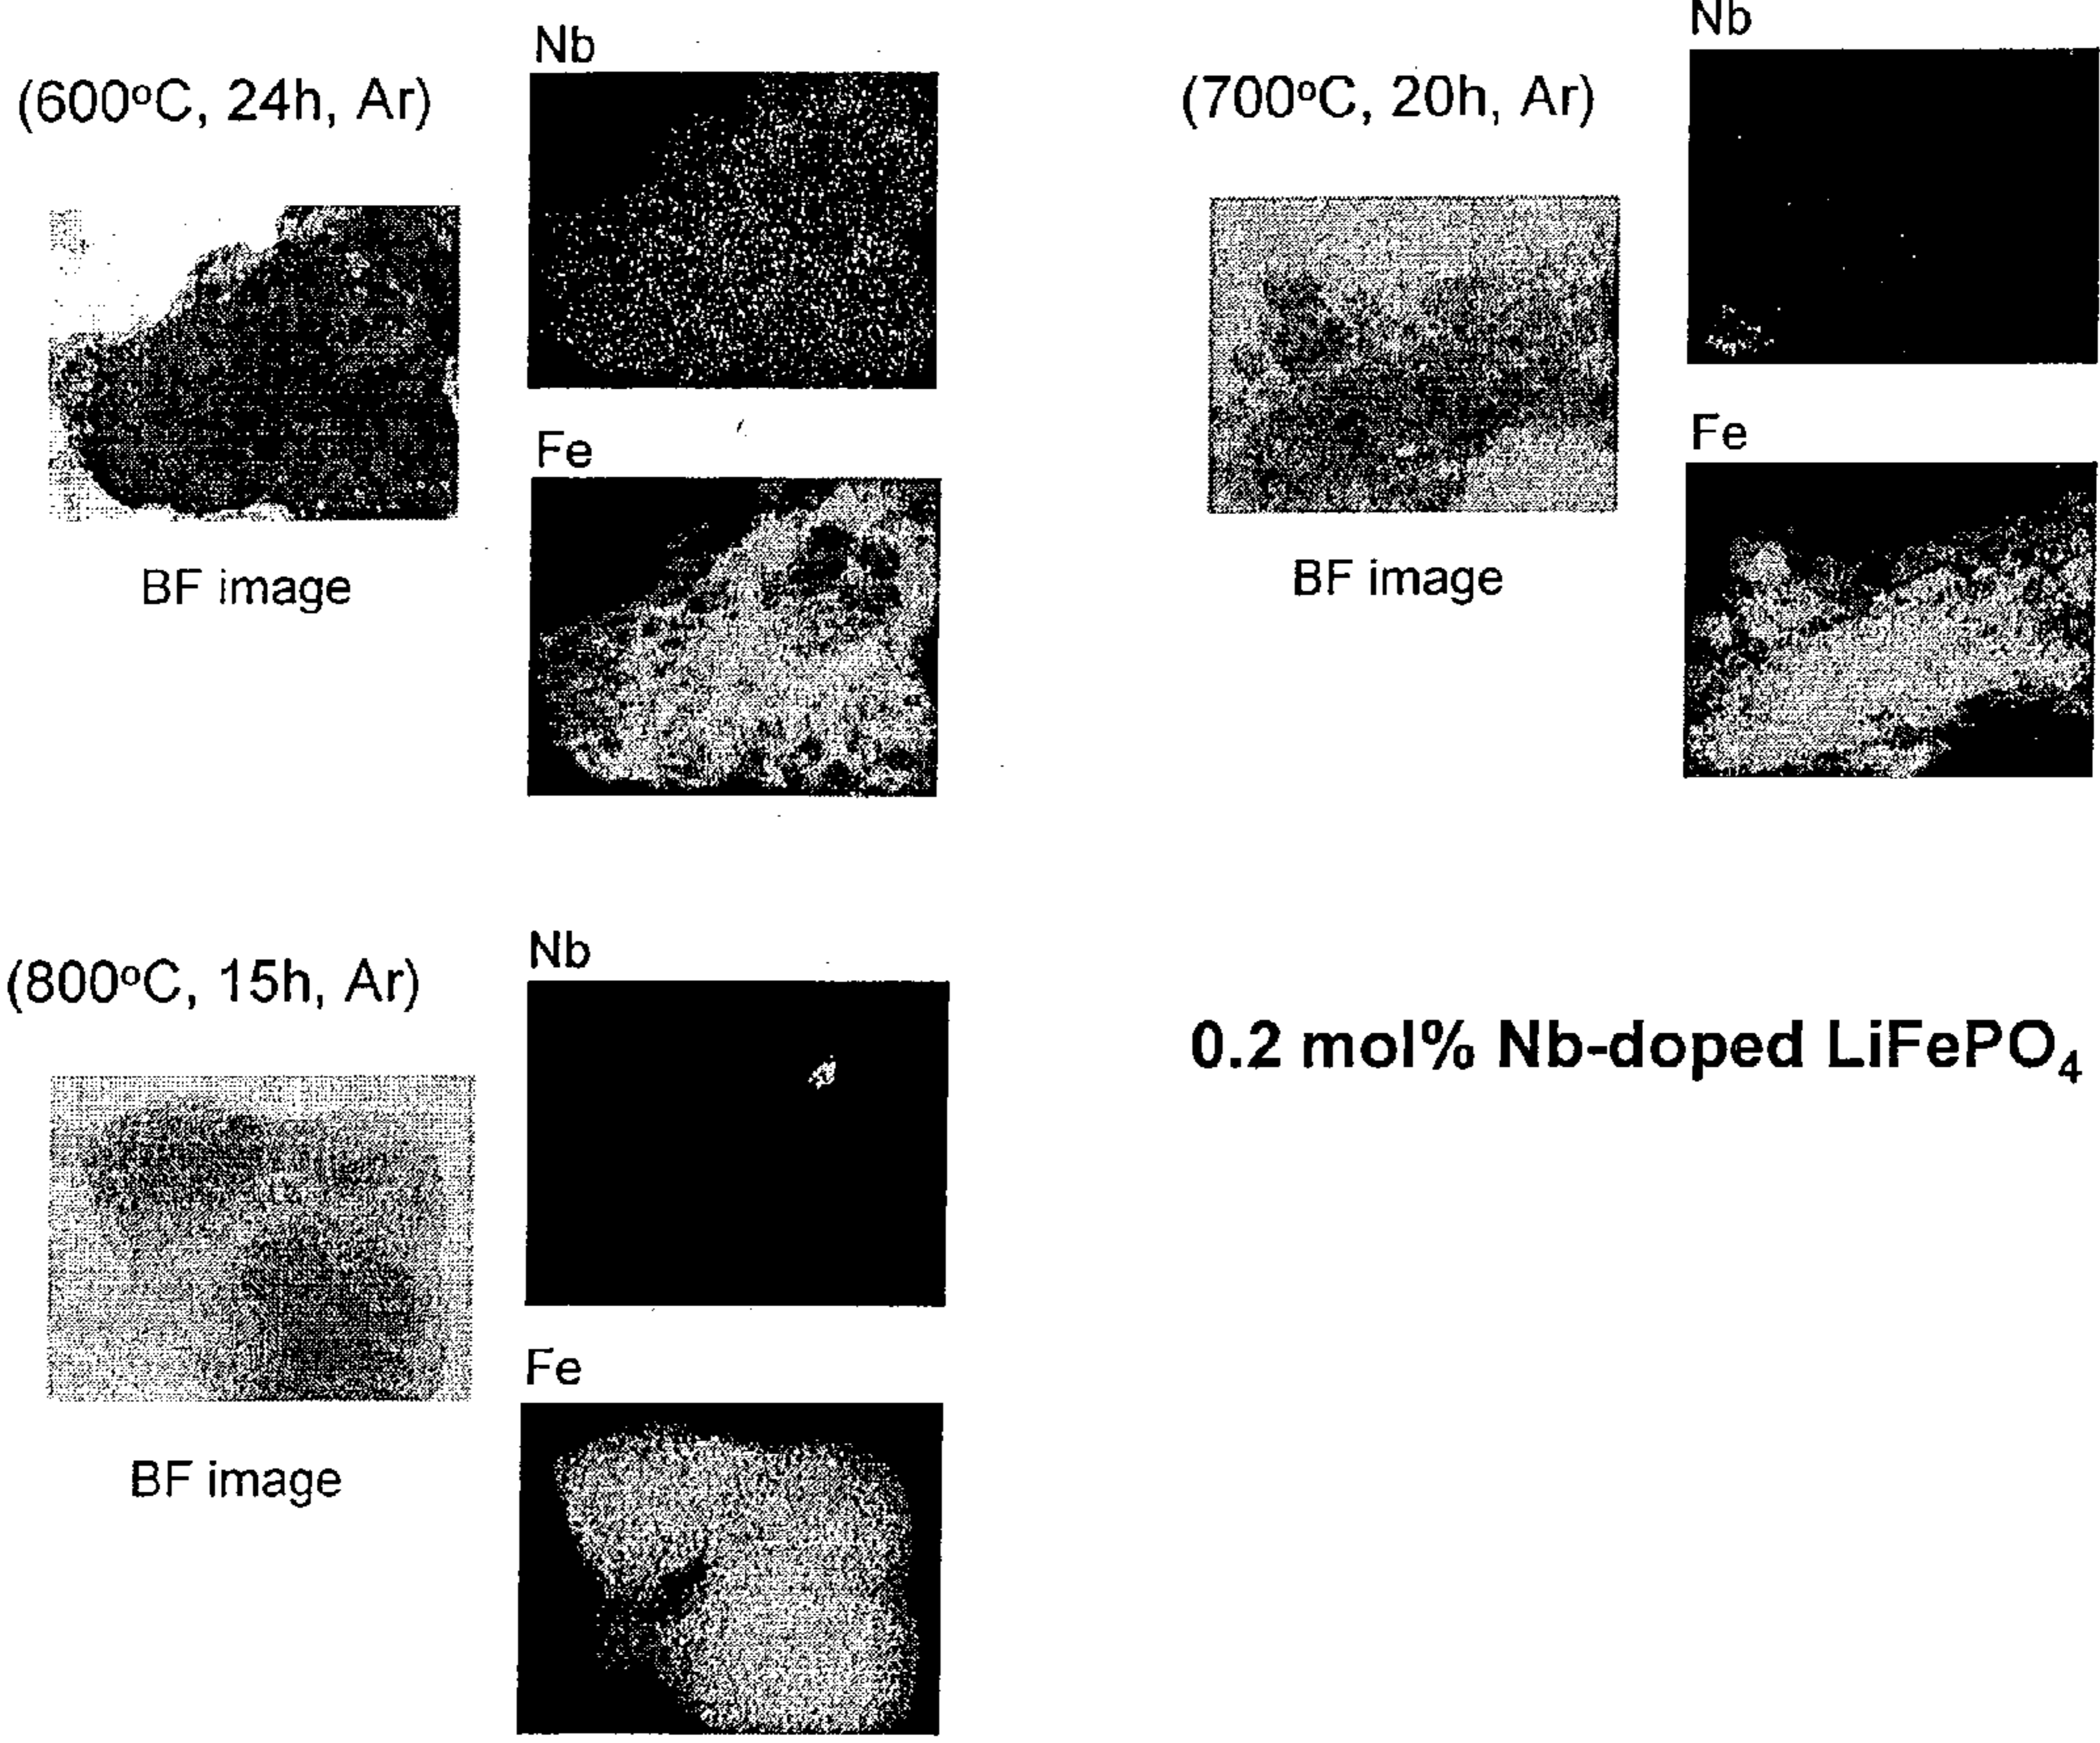 Nb
(600°C, 24h, Ar)
Fe
BF image
Nb
(700°C, 20h, Ar)
Fe
BF image
Nb
(800°C, 15h, Ar)
Fe
BF image
0.2 mol% Nb-doped LiFePO₄